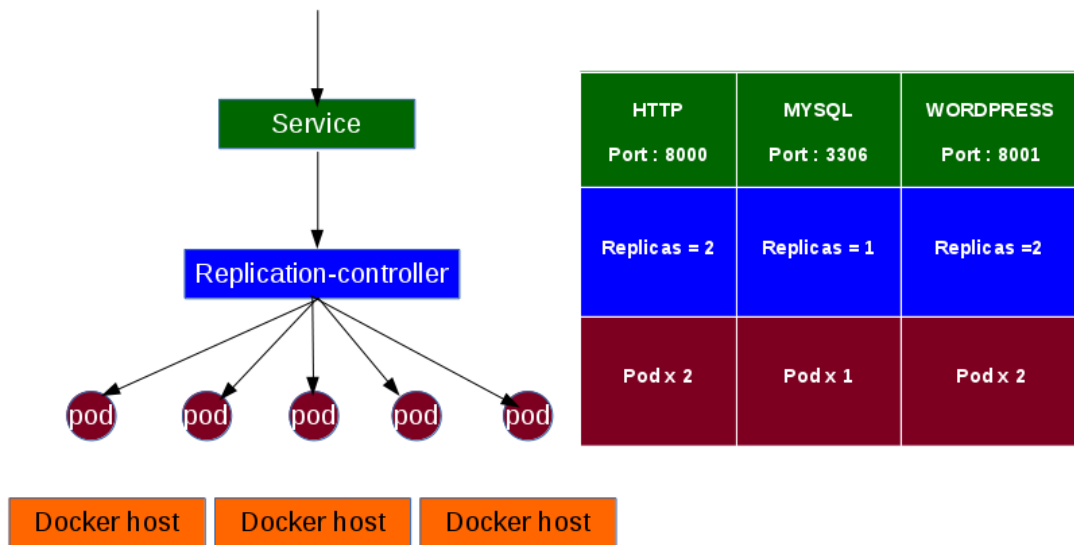 Service
Replication-controller
pod pod pod pod pod
Docker host Docker host Docker host
HTTP MYSQL WORDPRESS
Port : 8000 Port : 3306 Port : 8001
Replicas = 2 Replicas = 1 Replicas =2
Pod x 2 Pod x 1 Pod x 2